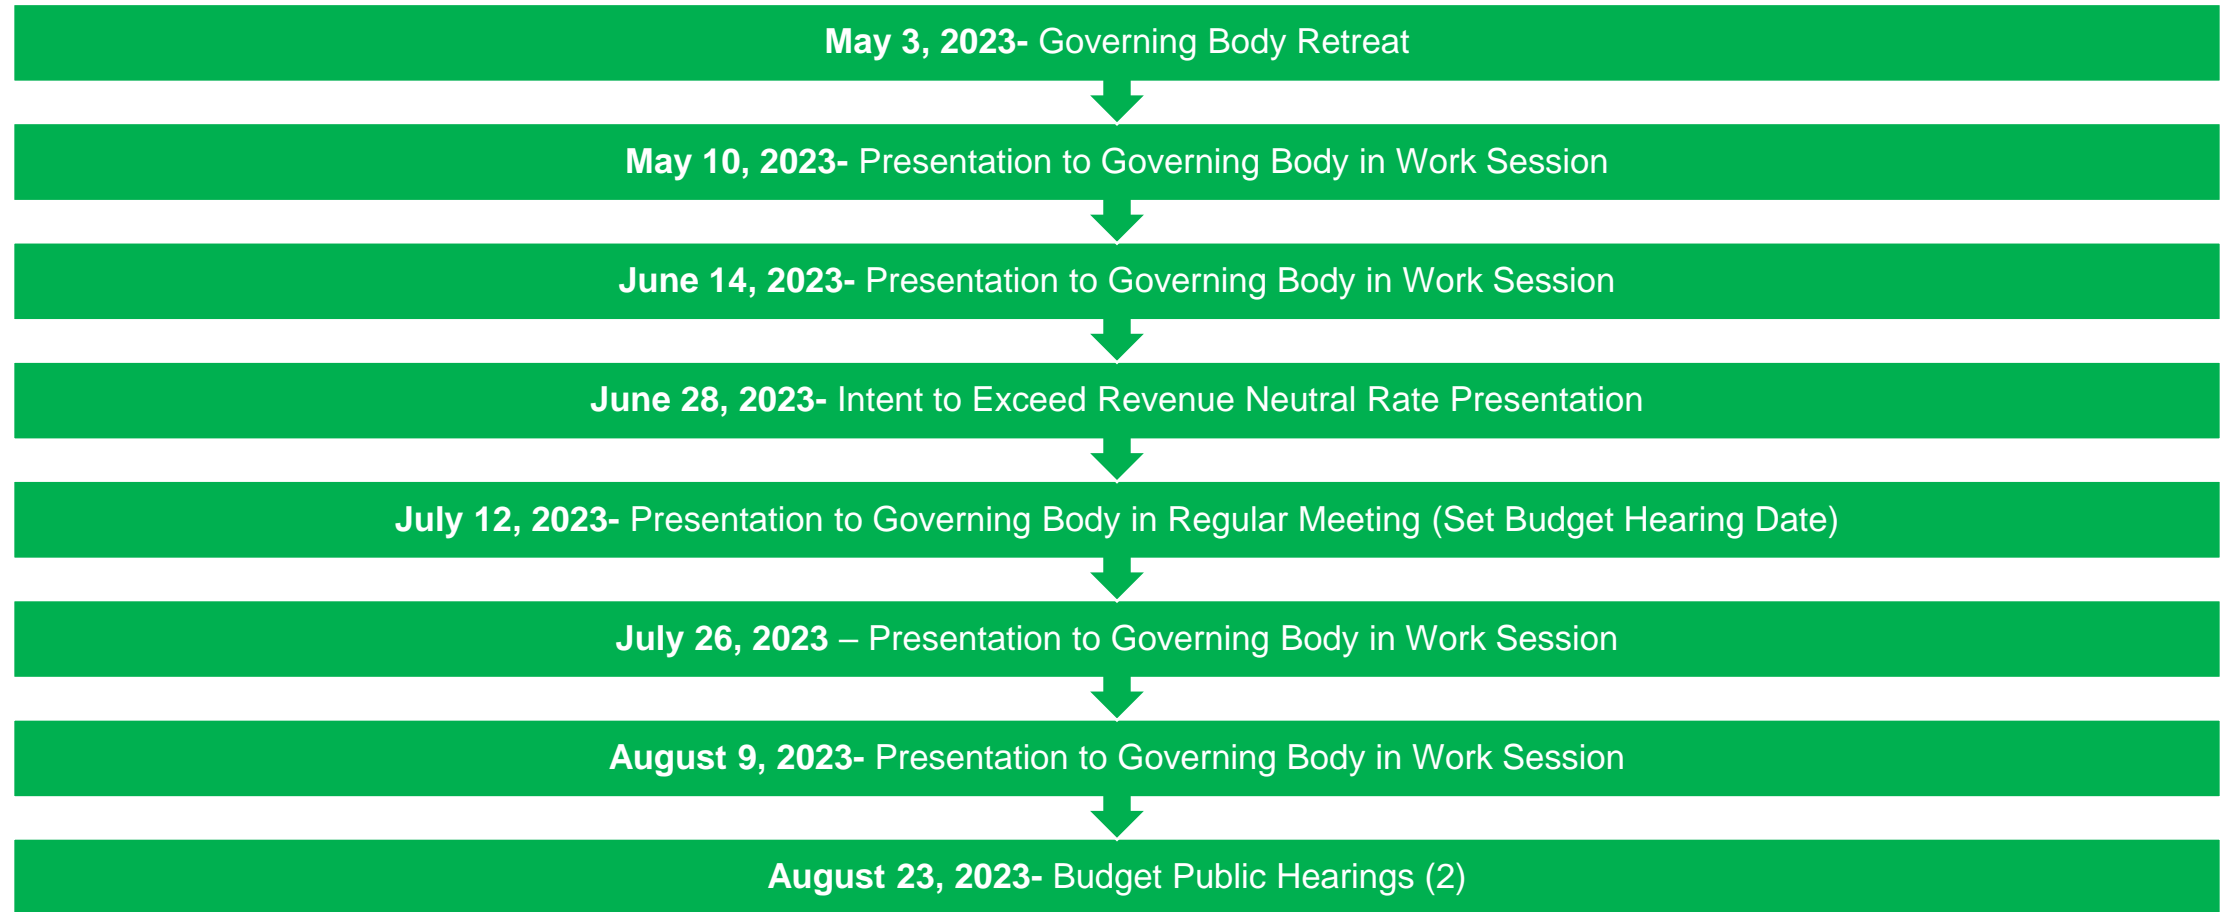 May 3, 2023- Governing Body Retreat
May 10, 2023- Presentation to Governing Body in Work Session
June 14, 2023- Presentation to Governing Body in Work Session
June 28, 2023- Intent to Exceed Revenue Neutral Rate Presentation
July 12, 2023- Presentation to Governing Body in Regular Meeting (Set Budget Hearing Date)
July 26, 2023 – Presentation to Governing Body in Work Session
August 9, 2023- Presentation to Governing Body in Work Session
August 23, 2023- Budget Public Hearings (2)